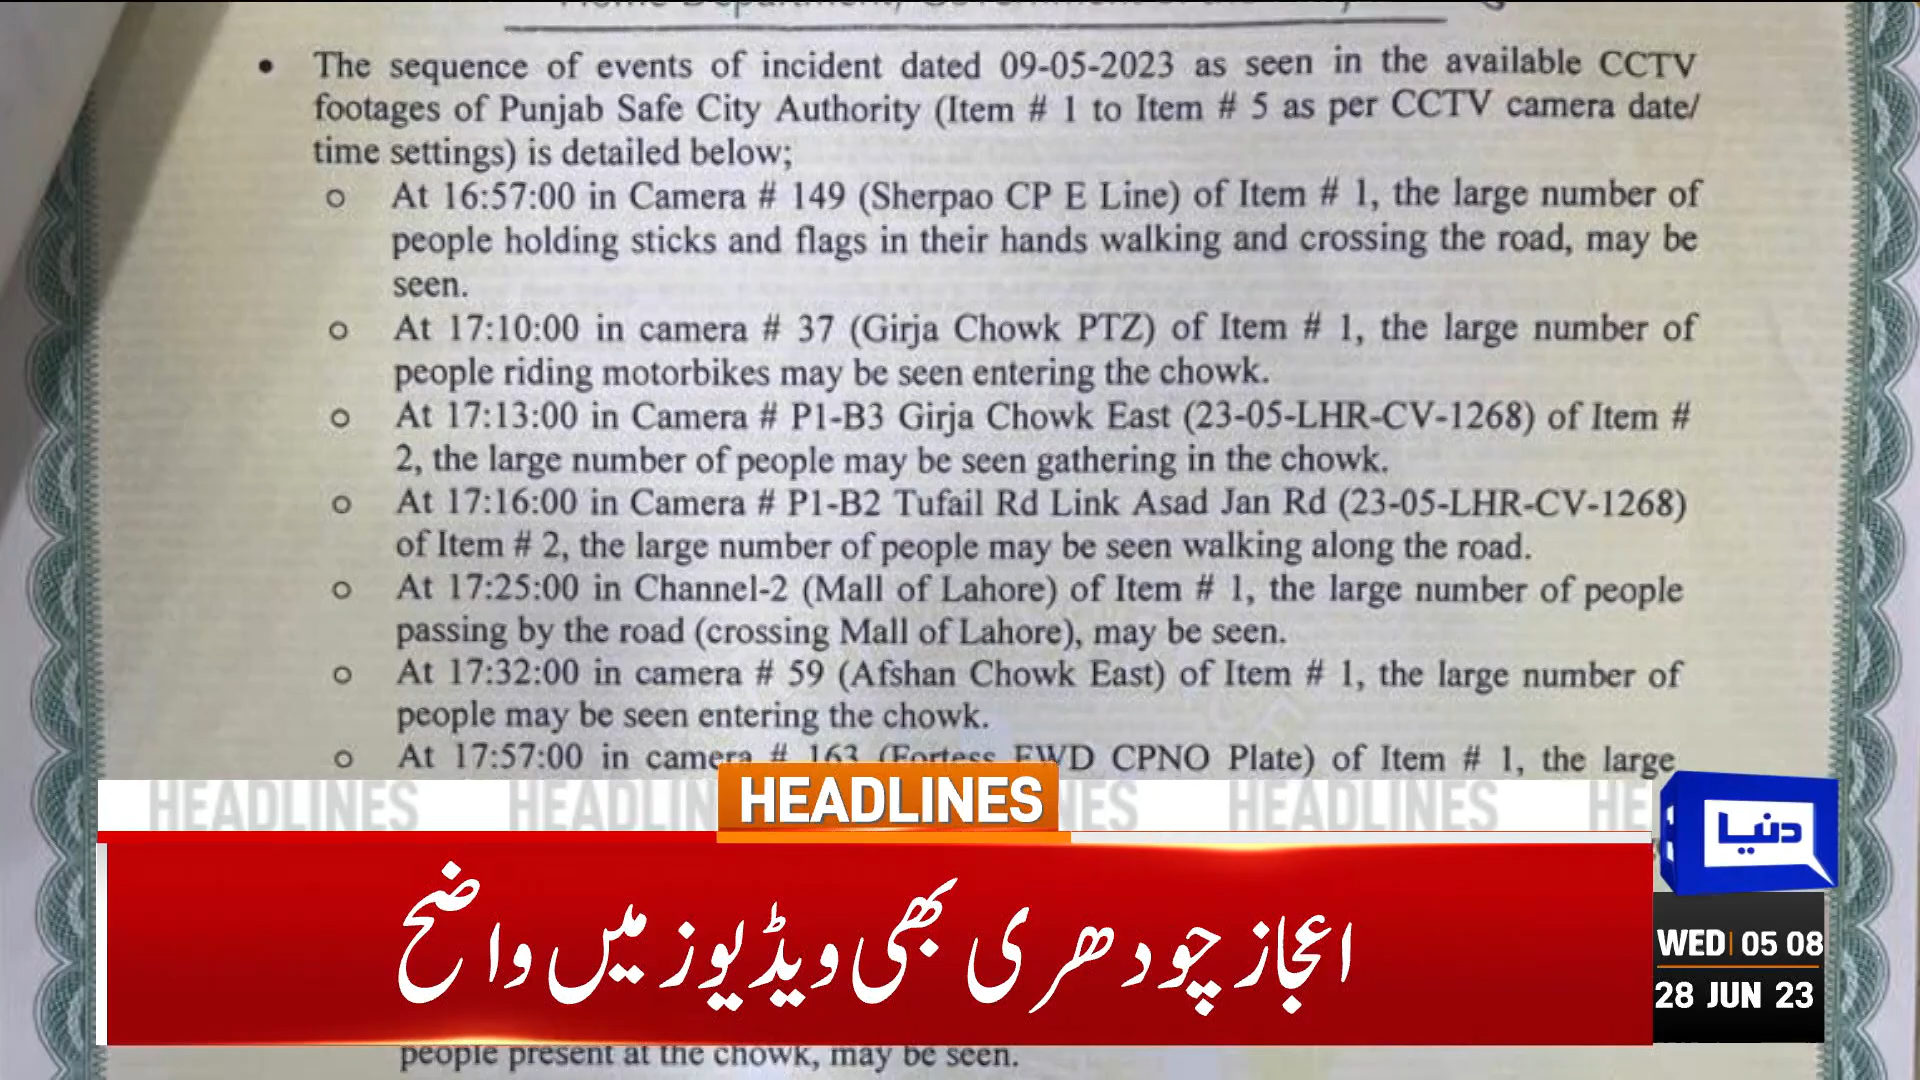 • The sequence of events of incident dated 09-05-2023 as seen in the available CCTV
footages of Punjab Safe City Authority (Item # 1 to Item # 5 as per CCTV camera date/
time settings) is detailed below;
o At 16:57:00 in Camera # 149 (Sherpao CP E Line) of Item # 1, the large number of
people holding sticks and flags in their hands walking and crossing the road, may be
seen.
o At 17:10:00 in camera # 37 (Girja Chowk PTZ) of Item # 1, the large number of
people riding motorbikes may be seen entering the chowk.
o At 17:13:00 in Camera # P1-B3 Girja Chowk East (23-05-LHR-CV-1268) of Item #
2, the large number of people may be seen gathering in the chowk.
o At 17:16:00 in Camera # P1-B2 Tufail Rd Link Asad Jan Rd (23-05-LHR-CV-1268)
of Item # 2, the large number of people may be seen walking along the road.
o At 17:25:00 in Channel-2 (Mall of Lahore) of Item # 1, the large number of people
passing by the road (crossing Mall of Lahore), may be seen.
o At 17:32:00 in camera # 59 (Afshan Chowk East) of Item # 1, the large number of
people may be seen entering the chowk.
o At 17:57:00 in camera # 163 (Fortess FWD CPNO Plate) of Item # 1, the large
HEADLINES HEADLINES HEADLINES
HEADLINES
دنیا
اعجاز چودھری بھی ویڈیوز میں واضح
WED 05 08
28 JUN 23
people present at the chowk, may be seen.